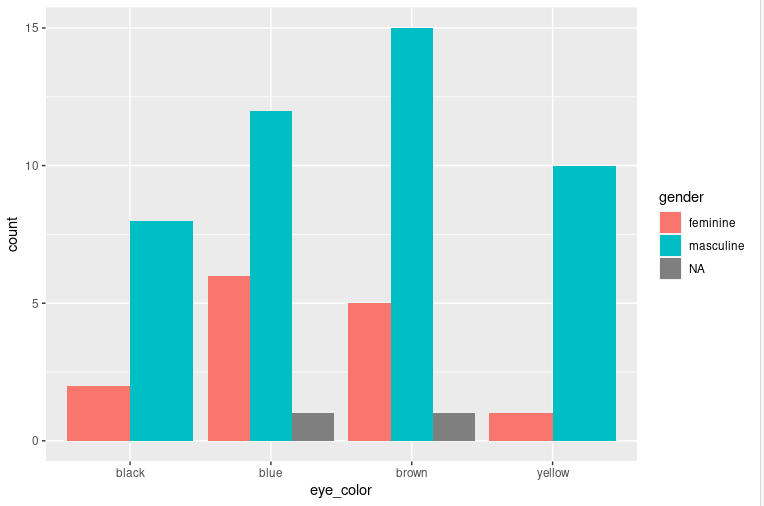 15
10
5
0
count
black blue brown yellow
eye_color
gender
feminine
masculine
NA